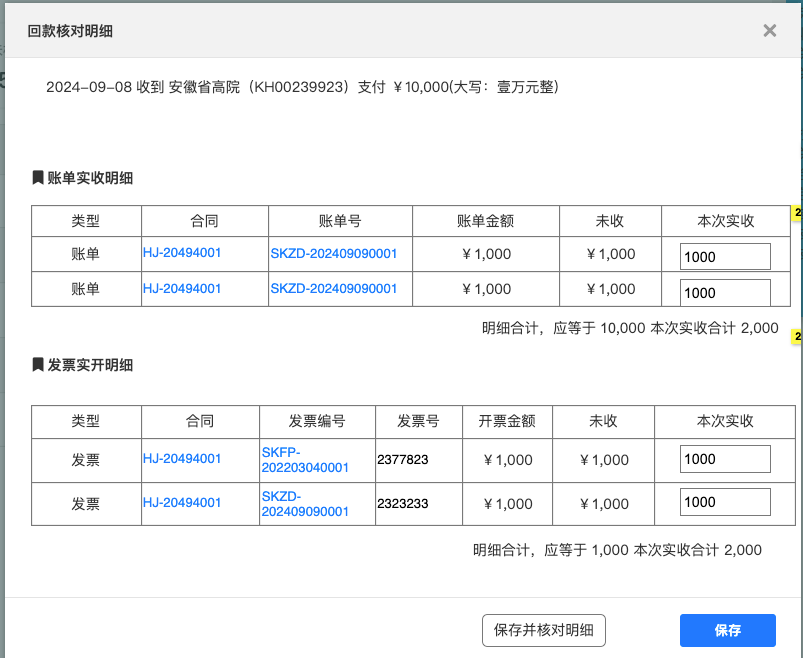 回款核对明细
2024-09-08 收到 安徽省高院（KH00239923）支付 ￥10,000(大写：壹万元整)
账单实收明细
类型 合同 账单号 账单金额 未收 本次实收
2
账单 HJ-20494001 SKZD-202409090001 ￥1,000 ￥1,000 1000
账单 HJ-20494001 SKZD-202409090001 ￥1,000 ￥1,000 1000
明细合计，应等于 10,000 本次实收合计 2,000
2
发票实开明细
类型 合同 发票编号 发票号 开票金额 未收 本次实收
发票 HJ-20494001 SKFP-202203040001 2377823 ￥1,000 ￥1,000 1000
发票 HJ-20494001 SKZD-202409090001 2323233 ￥1,000 ￥1,000 1000
明细合计，应等于 1,000 本次实收合计 2,000
保存并核对明细 保存